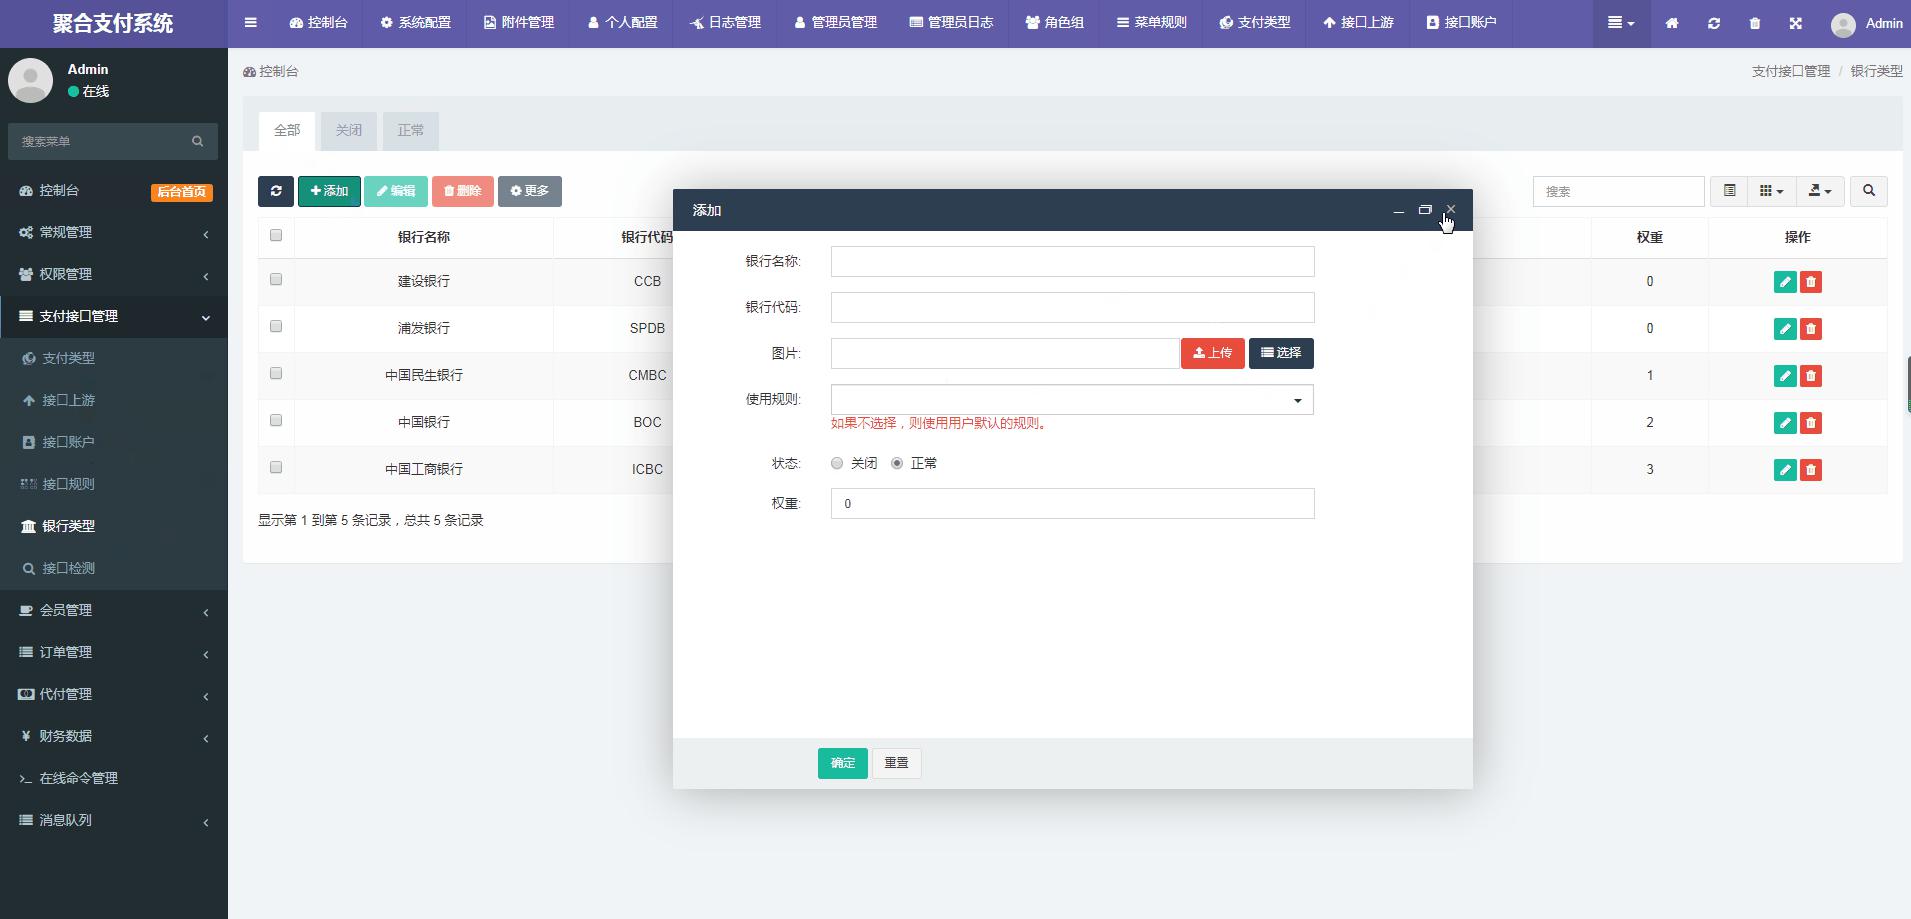 聚合支付系统
控制台 系统配置 附件管理 个人配置 日志管理 管理员管理 管理员日志 角色组 菜单规则 支付类型 接口上游 接口账户 Admin
Admin
在线
搜索菜单
控制台 后台首页
常规管理
权限管理
支付接口管理
支付类型
接口上游
接口账户
接口规则
银行类型
接口检测
会员管理
订单管理
代付管理
财务数据
在线命令管理
消息队列
控制台 支付接口管理 / 银行类型
全部 关闭 正常
添加 编辑 删除 更多 搜索
银行名称 银行代码 权重 操作
建设银行 CCB 0
浦发银行 SPDB 0
中国民生银行 CMBC 1
中国银行 BOC 2
中国工商银行 ICBC 3
显示第 1 到第 5 条记录，总共 5 条记录
添加
银行名称:
银行代码:
图片: 上传 选择
使用规则:
如果不选择，则使用用户默认的规则。
状态: 关闭 正常
权重: 0
确定 重置